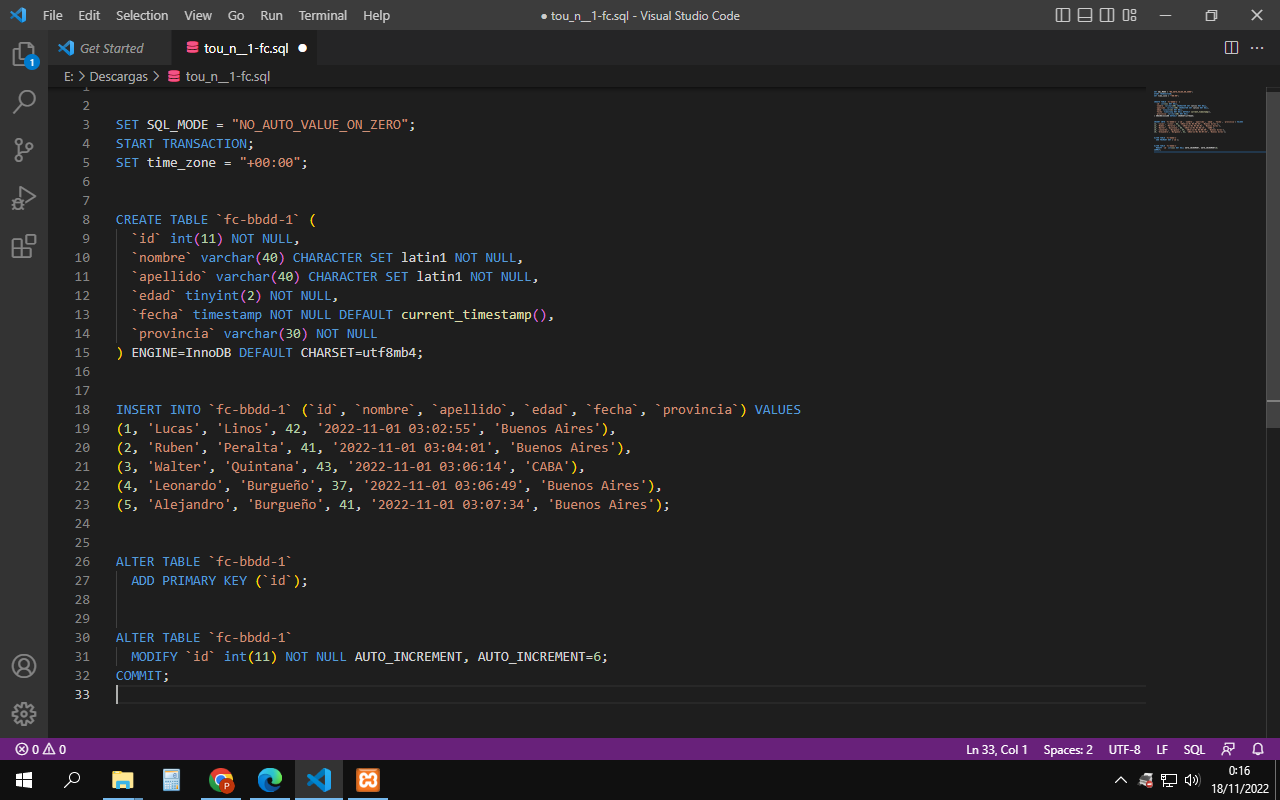 File Edit Selection View Go Run Terminal Help ● tou_n__1-fc.sql - Visual Studio Code
Get Started tou_n__1-fc.sql
E: > Descargas > tou_n__1-fc.sql
1
2
3 SET SQL_MODE = "NO_AUTO_VALUE_ON_ZERO";
4 START TRANSACTION;
5 SET time_zone = "+00:00";
6
7
8 CREATE TABLE `fc-bbdd-1` (
9 `id` int(11) NOT NULL,
10 `nombre` varchar(40) CHARACTER SET latin1 NOT NULL,
11 `apellido` varchar(40) CHARACTER SET latin1 NOT NULL,
12 `edad` tinyint(2) NOT NULL,
13 `fecha` timestamp NOT NULL DEFAULT current_timestamp(),
14 `provincia` varchar(30) NOT NULL
15 ) ENGINE=InnoDB DEFAULT CHARSET=utf8mb4;
16
17
18 INSERT INTO `fc-bbdd-1` (`id`, `nombre`, `apellido`, `edad`, `fecha`, `provincia`) VALUES
19 (1, 'Lucas', 'Linos', 42, '2022-11-01 03:02:55', 'Buenos Aires'),
20 (2, 'Ruben', 'Peralta', 41, '2022-11-01 03:04:01', 'Buenos Aires'),
21 (3, 'Walter', 'Quintana', 43, '2022-11-01 03:06:14', 'CABA'),
22 (4, 'Leonardo', 'Burgueño', 37, '2022-11-01 03:06:49', 'Buenos Aires'),
23 (5, 'Alejandro', 'Burgueño', 41, '2022-11-01 03:07:34', 'Buenos Aires');
24
25
26 ALTER TABLE `fc-bbdd-1`
27 ADD PRIMARY KEY (`id`);
28
29
30 ALTER TABLE `fc-bbdd-1`
31 MODIFY `id` int(11) NOT NULL AUTO_INCREMENT, AUTO_INCREMENT=6;
32 COMMIT;
33
1
0 0 Ln 33, Col 1 Spaces: 2 UTF-8 LF SQL
P
0:16
18/11/2022